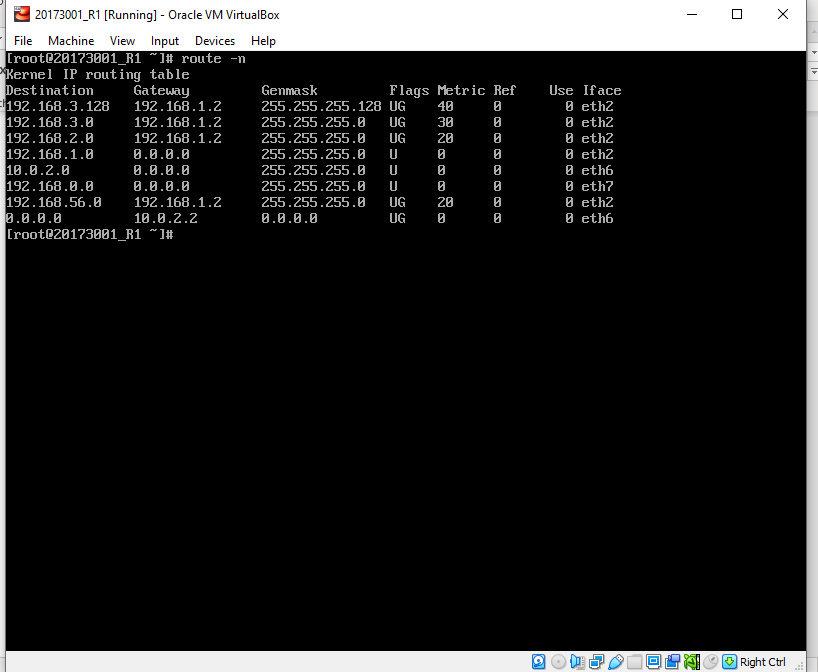 20173001_R1 [Running] - Oracle VM VirtualBox
File Machine View Input Devices Help
[root@20173001_R1 ~]# route -n
Kernel IP routing table
Destination Gateway Genmask Flags Metric Ref Use Iface
192.168.3.128 192.168.1.2 255.255.255.128 UG 40 0 0 eth2
192.168.3.0 192.168.1.2 255.255.255.0 UG 30 0 0 eth2
192.168.2.0 192.168.1.2 255.255.255.0 UG 20 0 0 eth2
192.168.1.0 0.0.0.0 255.255.255.0 U 0 0 0 eth2
10.0.2.0 0.0.0.0 255.255.255.0 U 0 0 0 eth6
192.168.0.0 0.0.0.0 255.255.255.0 U 0 0 0 eth7
192.168.56.0 192.168.1.2 255.255.255.0 UG 20 0 0 eth2
0.0.0.0 10.0.2.2 0.0.0.0 UG 0 0 0 eth6
[root@20173001_R1 ~]#
Right Ctrl